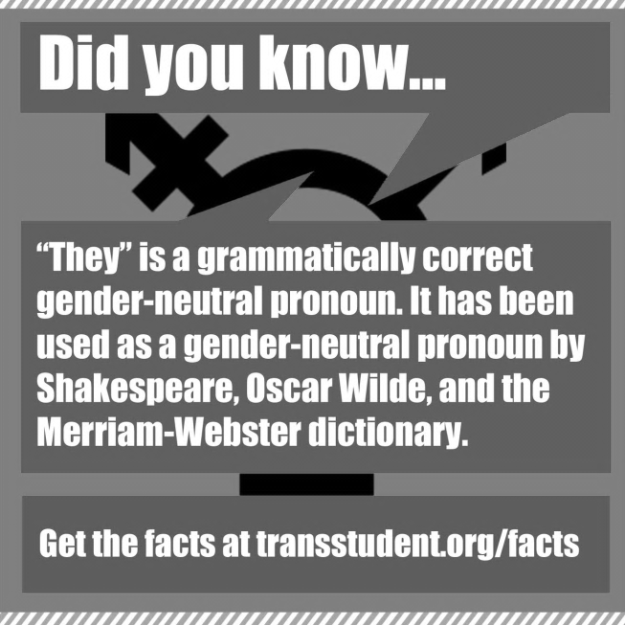 Did you know...
“They” is a grammatically correct
gender-neutral pronoun. It has been
used as a gender-neutral pronoun by
Shakespeare, Oscar Wilde, and the
Merriam-Webster dictionary.
Get the facts at transstudent.org/facts